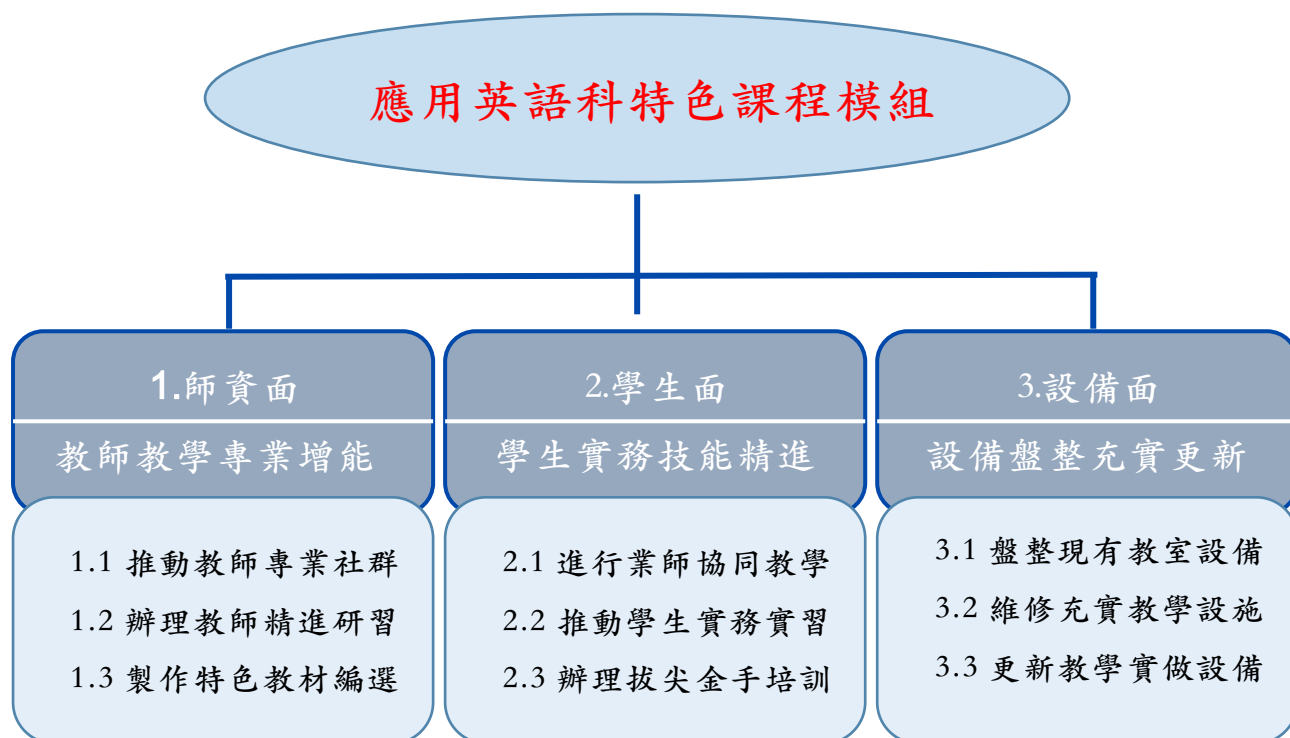 應用英語科特色課程模組
1.師資面
教師教學專業增能
1.1 推動教師專業社群
1.2 辦理教師精進研習
1.3 製作特色教材編選
2.學生面
學生實務技能精進
2.1 進行業師協同教學
2.2 推動學生實務實習
2.3 辦理拔尖金手培訓
3.設備面
設備盤整充實更新
3.1 盤整現有教室設備
3.2 維修充實教學設施
3.3 更新教學實做設備